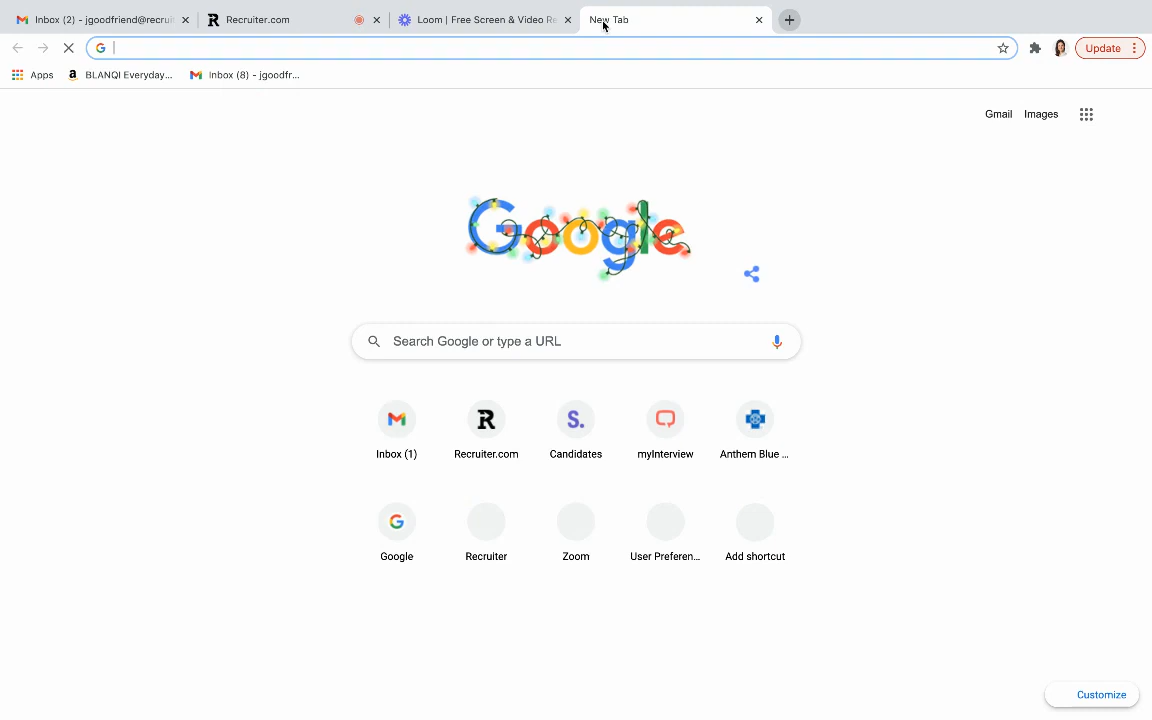 Inbox (2) - jgoodfriend@recrui
Recruiter.com
Loom | Free Screen & Video Re
New Tab
Update
Apps
BLANQI Everyday...
Inbox (8) - jgoodfr...
Gmail
Images
Google
Search Google or type a URL
Inbox (1)
Recruiter.com
Candidates
myInterview
Anthem Blue ...
Google
Recruiter
Zoom
User Preferen...
Add shortcut
Customize